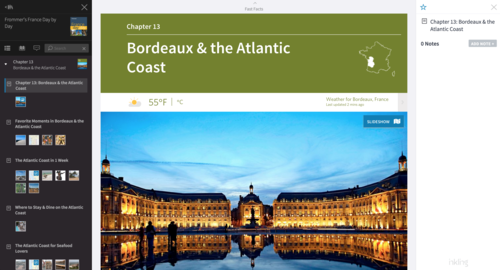 Fast Facts
Frommer's France Day by
Day
Search
Chapter 13
Bordeaux & the Atlantic Coast
Chapter 13: Bordeaux & the Atlantic
Coast
Favorite Moments in Bordeaux & the
Atlantic Coast
The Atlantic Coast in 1 Week
Where to Stay & Dine on the Atlantic
Coast
The Atlantic Coast for Seafood
Lovers
Chapter 13
Bordeaux & the Atlantic
Coast
55°F | °C
Weather for Bordeaux, France
Last updated 2 mins ago
SLIDESHOW
Chapter 13: Bordeaux & the
Atlantic Coast
0 Notes
ADD NOTE
inkling